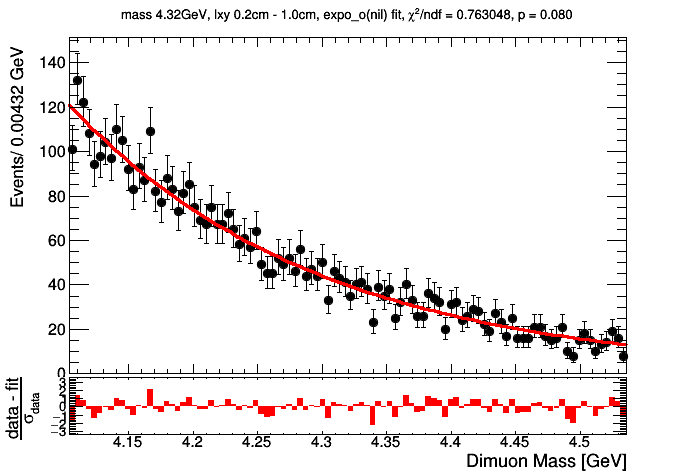 mass 4.32GeV, lxy 0.2cm - 1.0cm, expo_o(nil) fit, χ²/ndf = 0.763048, p = 0.080
Events/ 0.00432 GeV
140
120
100
80
60
40
20
0
data - fit
σdata
3
2
1
0
−1
−2
−3
4.15 4.2 4.25 4.3 4.35 4.4 4.45 4.5
Dimuon Mass [GeV]